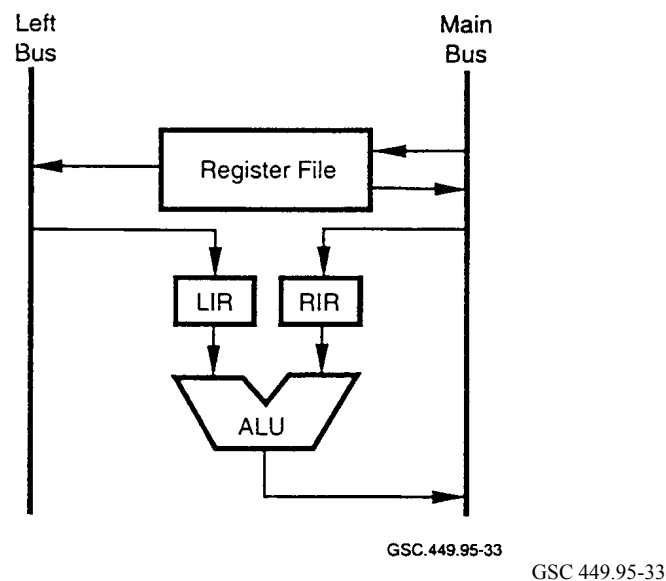 Left
Bus
Main
Bus
Register File
LIR
RIR
ALU
GSC.449.95-33
GSC 449.95-33